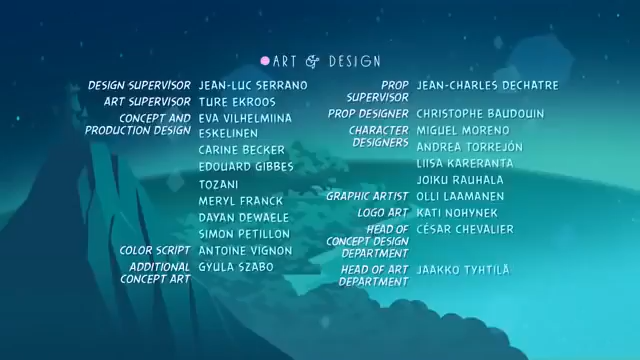 ART & DESIGN
DESIGN SUPERVISOR JEAN-LUC SERRANO
ART SUPERVISOR TURE EKROOS
CONCEPT AND PRODUCTION DESIGN EVA VILHELMIINA ESKELINEN
CARINE BECKER
EDOUARD GIBBES
TOZANI
MERYL FRANCK
DAYAN DEWAELE
SIMON PETILLON
COLOR SCRIPT ANTOINE VIGNON
ADDITIONAL CONCEPT ART GYULA SZABO
PROP SUPERVISOR JEAN-CHARLES DECHATRE
PROP DESIGNER CHRISTOPHE BAUDOUIN
CHARACTER DESIGNERS MIGUEL MORENO
ANDREA TORREJÓN
LIISA KARERANTA
JOIKU RAUHALA
GRAPHIC ARTIST OLLI LAAMANEN
LOGO ART KATI NOHYNEK
HEAD OF CONCEPT DESIGN DEPARTMENT CÉSAR CHEVALIER
HEAD OF ART DEPARTMENT JAAKKO TYHTILÄ